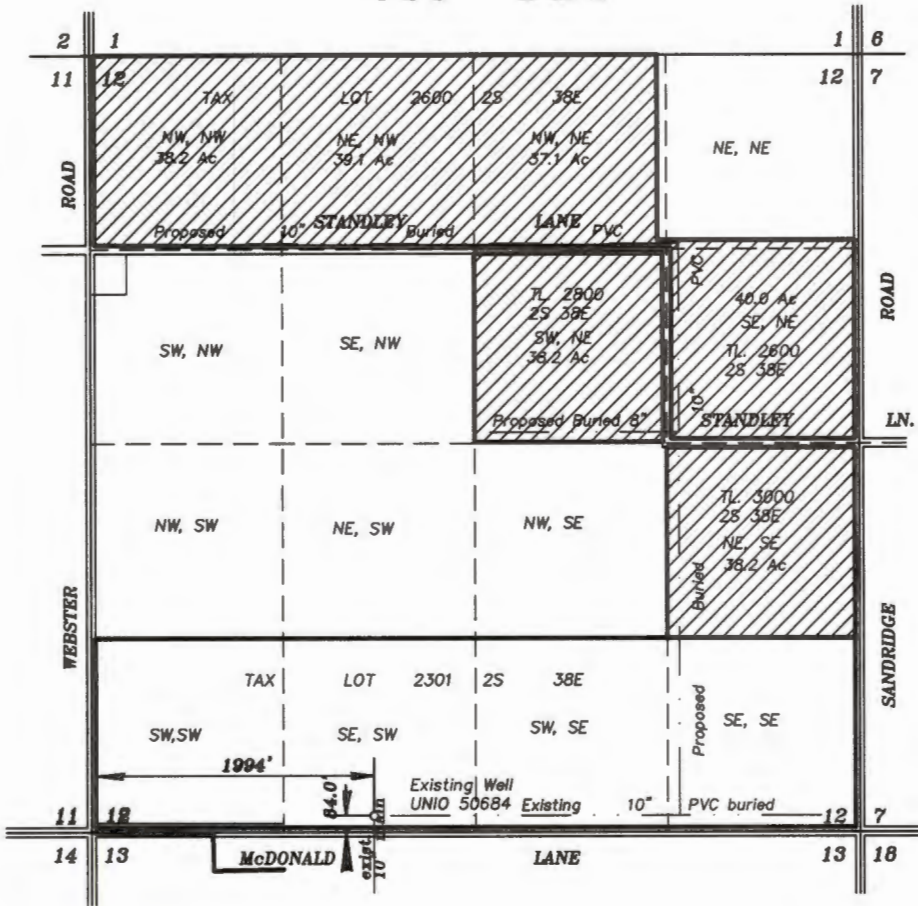 2 1 1 6
11 12 12 7
TAX LOT 2600 2S 38E
NW, NW NE, NW NW, NE NE, NE
38.2 Ac 39.1 Ac 37.1 Ac
ROAD
STANDLEY LANE
Proposed 10" Buried PVC
TL. 2800
2S 38E
SW, NE
38.2 Ac
SW, NW SE, NW
PVC
10"
40.0 Ac
SE, NE
TL. 2600
2S 38E
ROAD
Proposed Buried 8" STANDLEY LN.
NW, SW NE, SW NW, SE
TL. 3000
2S 38E
NE, SE
38.2 Ac
Buried
WEBSTER
SANDRIDGE
TAX LOT 2301 2S 38E
SW,SW SE, SW SW, SE SE, SE
Proposed
1994'
84.0'
Existing Well
UNIO 50684 Existing 10" PVC buried
11 12 12 7
14 13 McDONALD LANE 13 18
exist.
10" main